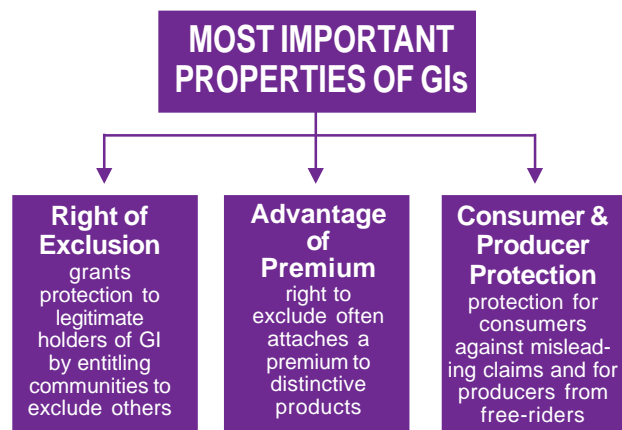 MOST IMPORTANT
PROPERTIES OF GIs
Right of
Exclusion
grants
protection to
legitimate
holders of GI
by entitling
communities to
exclude others
Advantage
of
Premium
right to
exclude often
attaches a
premium to
distinctive
products
Consumer &
Producer
Protection
protection for
consumers
against mislead-
ing claims and for
producers from
free-riders